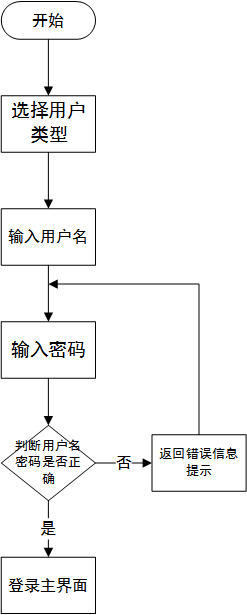 开始
选择用户
类型
输入用户名
输入密码
判断用户名
密码是否正
确
否
返回错误信息
提示
是
登录主界面